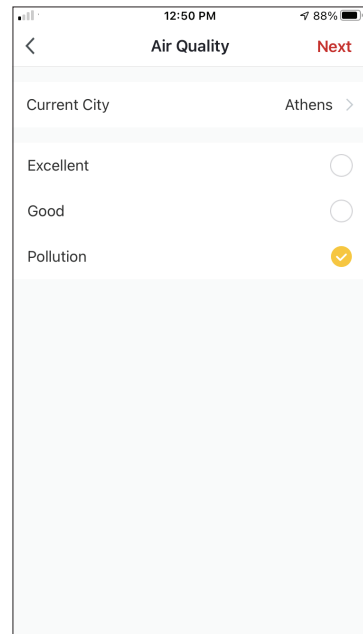 12:50 PM 88%
Air Quality Next
Current City Athens
Excellent
Good
Pollution